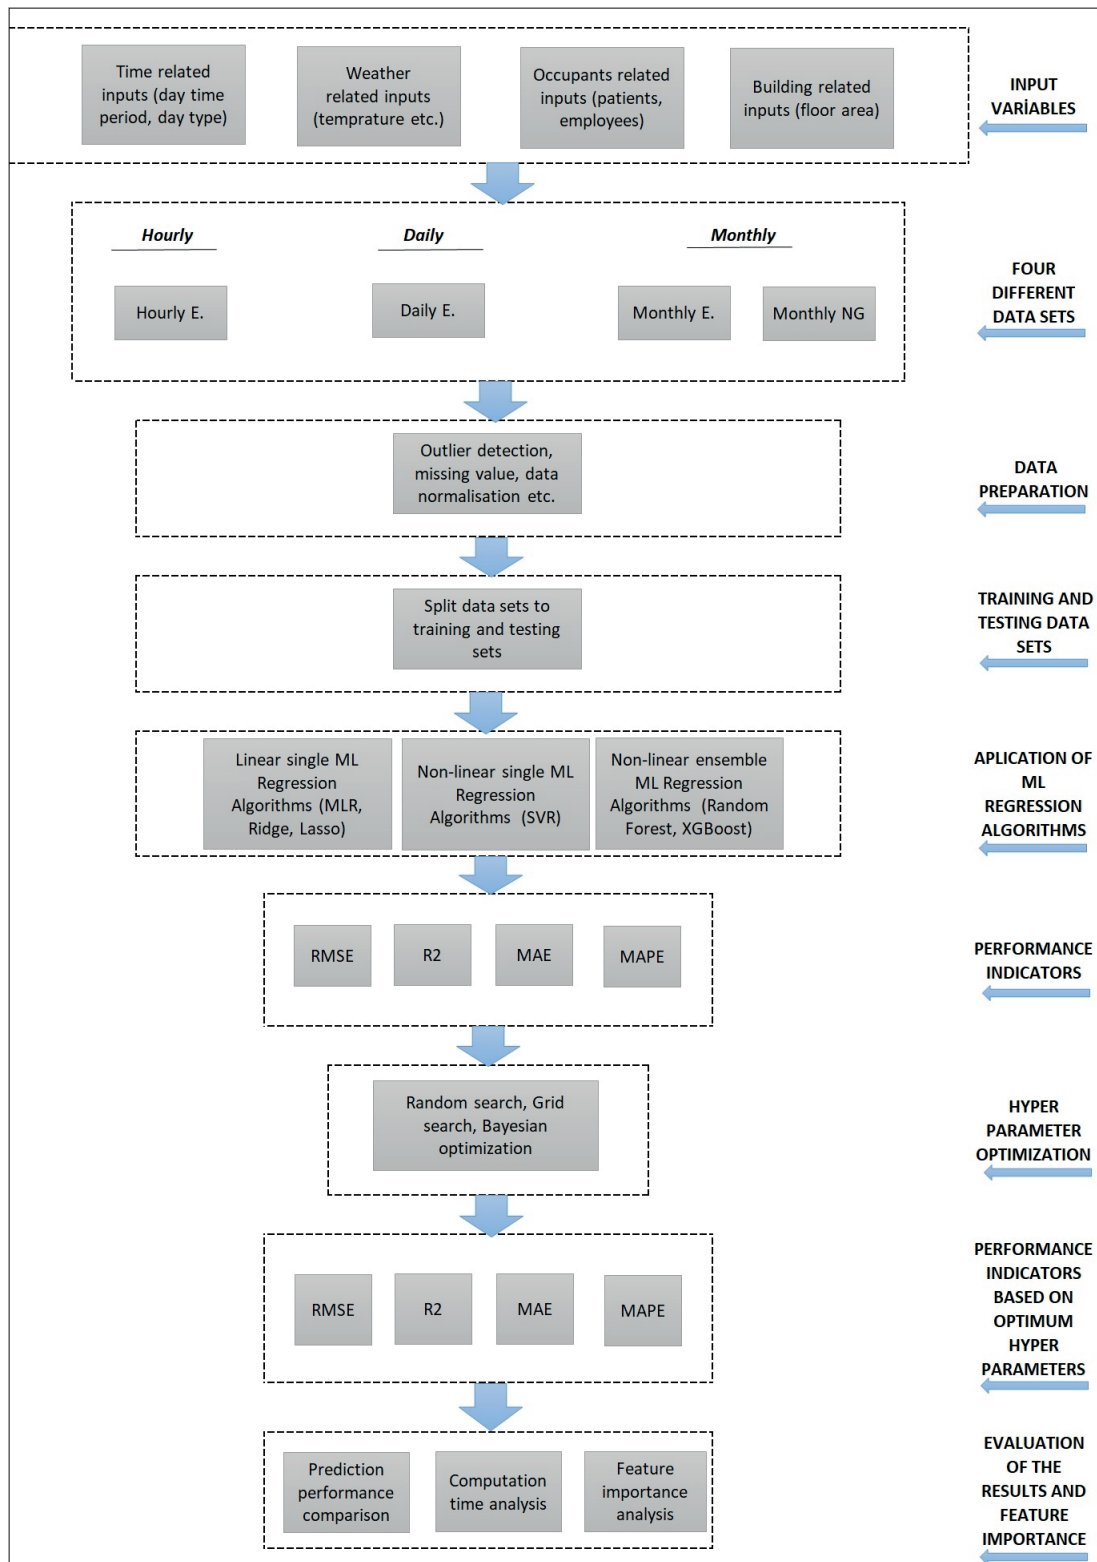 Time related
inputs (day time
period, day type)
Weather
related inputs
(temprature etc.)
Occupants related
inputs (patients,
employees)
Building related
inputs (floor area)
INPUT
VARİABLES
Hourly
Daily
Monthly
Hourly E.
Daily E.
Monthly E.
Monthly NG
FOUR
DIFFERENT
DATA SETS
Outlier detection,
missing value, data
normalisation etc.
DATA
PREPARATION
Split data sets to
training and testing
sets
TRAINING AND
TESTING DATA
SETS
Linear single ML
Regression
Algorithms (MLR,
Ridge, Lasso)
Non-linear single ML
Regression
Algorithms (SVR)
Non-linear ensemble
ML Regression
Algorithms (Random
Forest, XGBoost)
APLICATION OF
ML
REGRESSION
ALGORITHMS
RMSE
R2
MAE
MAPE
PERFORMANCE
INDICATORS
Random search, Grid
search, Bayesian
optimization
HYPER
PARAMETER
OPTIMIZATION
RMSE
R2
MAE
MAPE
PERFORMANCE
INDICATORS
BASED ON
OPTIMUM
HYPER
PARAMETERS
Prediction
performance
comparison
Computation
time analysis
Feature
importance
analysis
EVALUATION
OF THE
RESULTS AND
FEATURE
IMPORTANCE